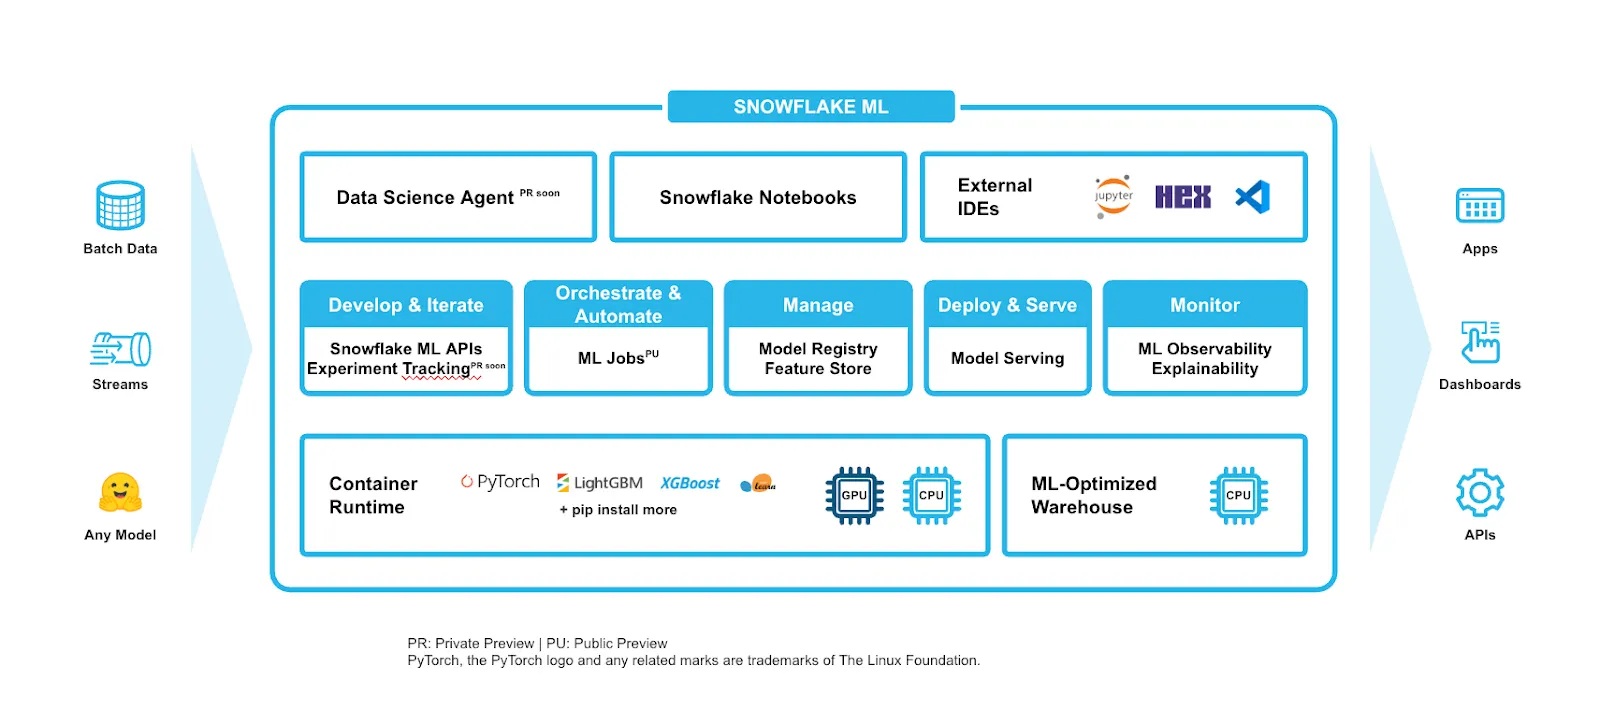 SNOWFLAKE ML
Data Science Agent PR soon
Snowflake Notebooks
External
IDEs
jupyter
HEX
Batch Data
Streams
Any Model
Develop & Iterate
Snowflake ML APIs
Experiment Tracking PR soon
Orchestrate &
Automate
ML Jobs PU
Manage
Model Registry
Feature Store
Deploy & Serve
Model Serving
Monitor
ML Observability
Explainability
Container
Runtime
PyTorch
LightGBM
XGBoost
learn
+ pip install more
GPU
CPU
ML-Optimized
Warehouse
CPU
Apps
Dashboards
APIs
PR: Private Preview | PU: Public Preview
PyTorch, the PyTorch logo and any related marks are trademarks of The Linux Foundation.